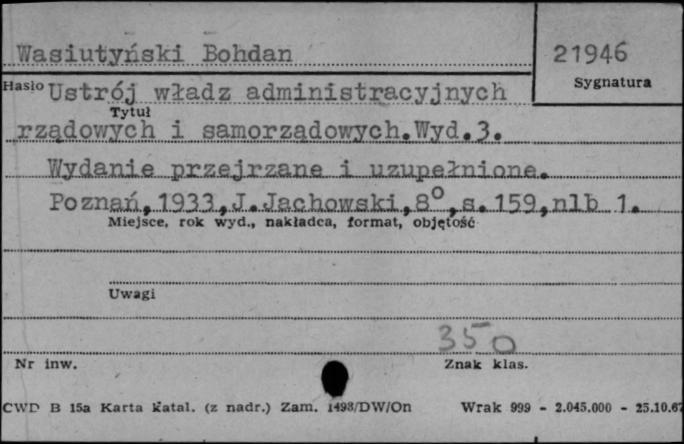 Wasiutyński Bohdan
21946
Hasło
Sygnatura
Ustrój władz administracyjnych
Tytuł
rządowych i samorządowych.Wyd.3.
Wydanie przejrzane i uzupełnione.
Poznań,1933,J.Jachowski,8°,s.159,nlb 1.
Miejsce, rok wyd., nakładca, format, objętość
Uwagi
350
Nr inw.
Znak klas.
CWD B 15a Karta katal. (z nadr.) Zam. 1498/DW/On
Wrak 999 - 2.045.000 - 25.10.67